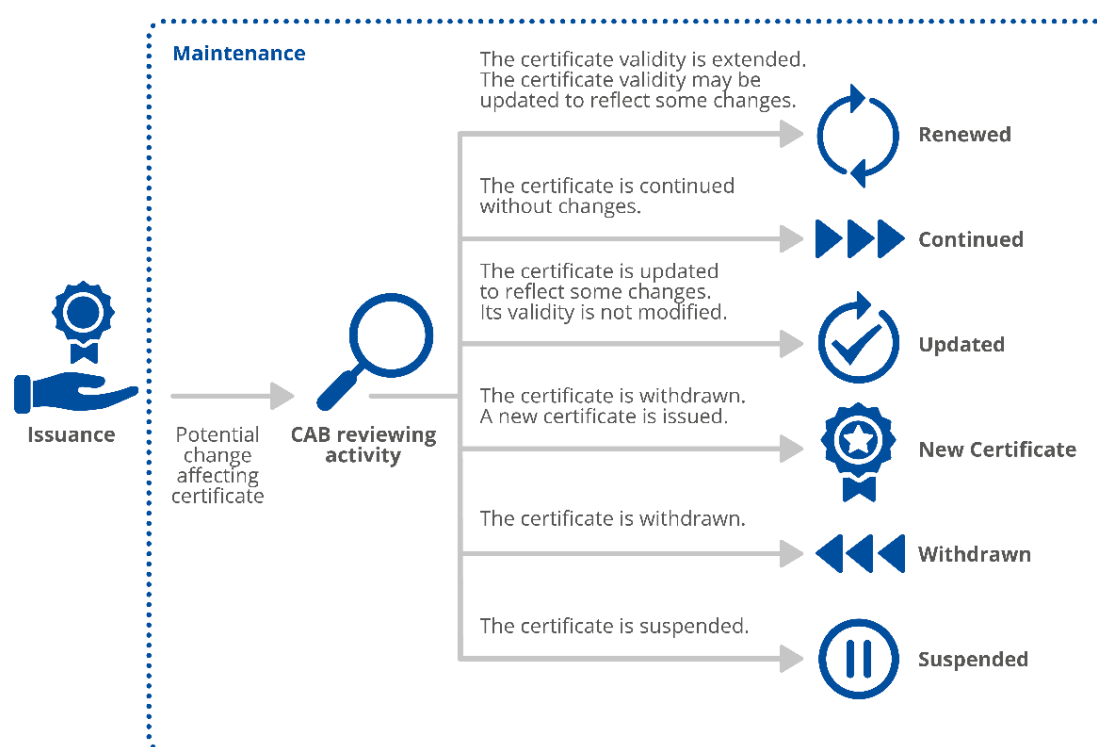 Maintenance
The certificate validity is extended.
The certificate validity may be
updated to reflect some changes.
Renewed
The certificate is continued
without changes.
Continued
The certificate is updated
to reflect some changes.
Its validity is not modified.
Updated
Issuance
Potential
change
affecting
certificate
CAB reviewing
activity
The certificate is withdrawn.
A new certificate is issued.
New Certificate
The certificate is withdrawn.
Withdrawn
The certificate is suspended.
Suspended